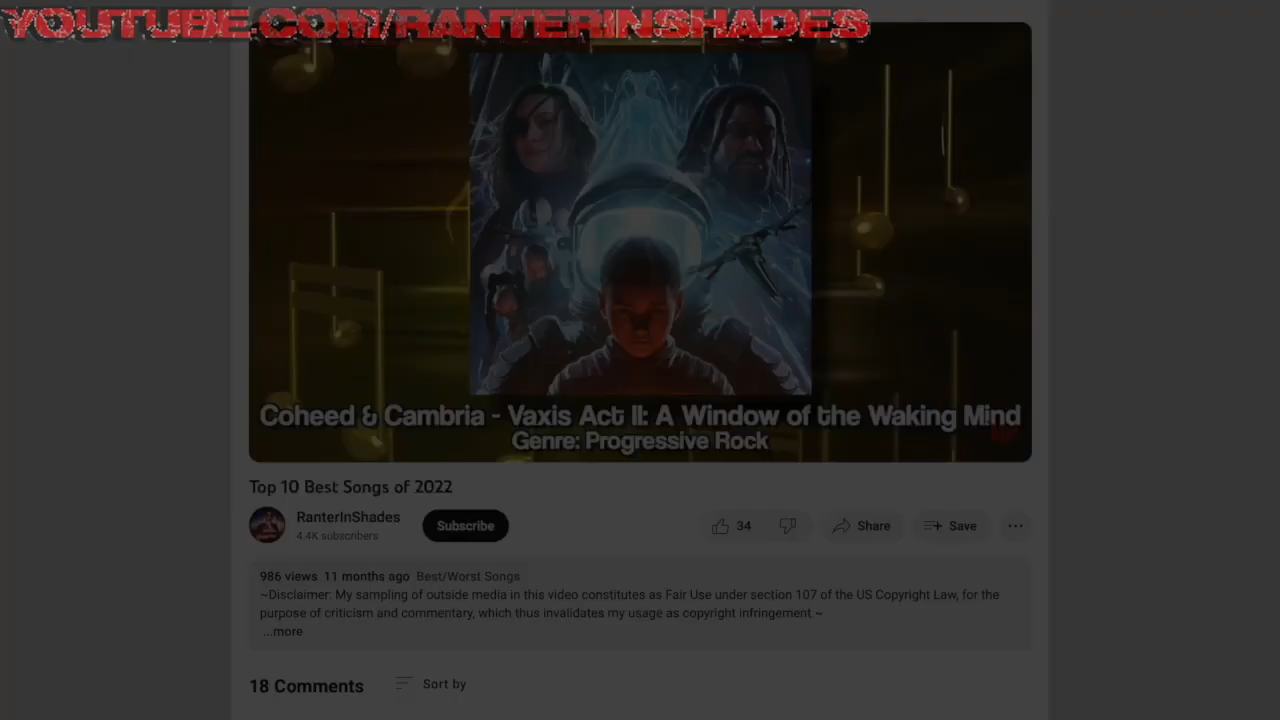 YOUTUBE.COM/RANTERINSHADES
Coheed & Cambria - Vaxis Act II: A Window of the Waking Mind
Genre: Progressive Rock
Top 10 Best Songs of 2022
RanterInShades
4.4K subscribers
Subscribe
34
Share
Save
986 views 11 months ago Best/Worst Songs
~Disclaimer: My sampling of outside media in this video constitutes as Fair Use under section 107 of the US Copyright Law, for the
purpose of criticism and commentary, which thus invalidates my usage as copyright infringement.~
...more
18 Comments
Sort by